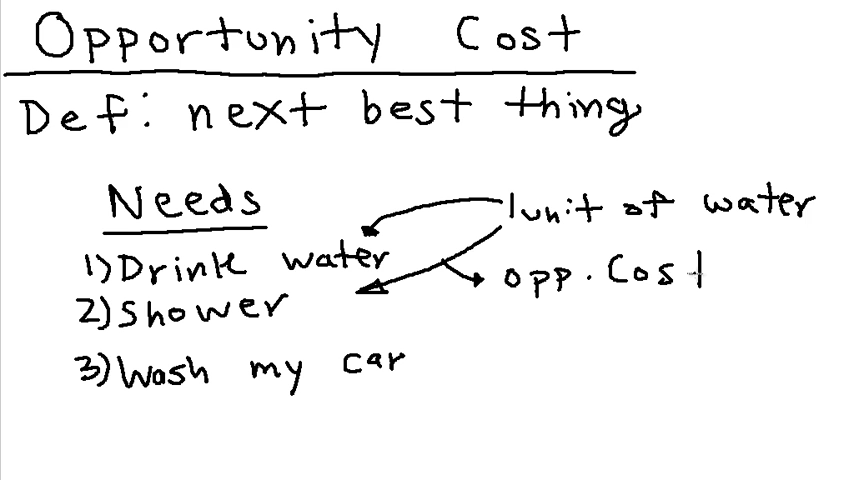 Opportunity Cost
Def: next best thing
Needs
1 unit of water
1) Drink water
opp. Cost
2) Shower
3) Wash my car